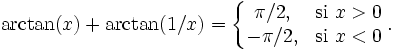 arctan(x) + arctan(1/x) = { π/2, si x > 0
−π/2, si x < 0 .